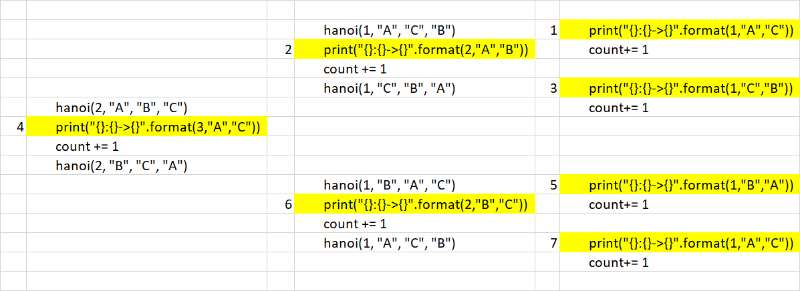 hanoi(1, "A", "C", "B")
1 print("{}:{}->{}".format(1,"A","C"))
2 print("{}:{}->{}".format(2,"A","B"))
count+= 1
count += 1
hanoi(1, "C", "B", "A")
3 print("{}:{}->{}".format(1,"C","B"))
hanoi(2, "A", "B", "C")
count+= 1
4 print("{}:{}->{}".format(3,"A","C"))
count += 1
hanoi(2, "B", "C", "A")
hanoi(1, "B", "A", "C")
5 print("{}:{}->{}".format(1,"B","A"))
6 print("{}:{}->{}".format(2,"B","C"))
count+= 1
count += 1
hanoi(1, "A", "C", "B")
7 print("{}:{}->{}".format(1,"A","C"))
count+= 1